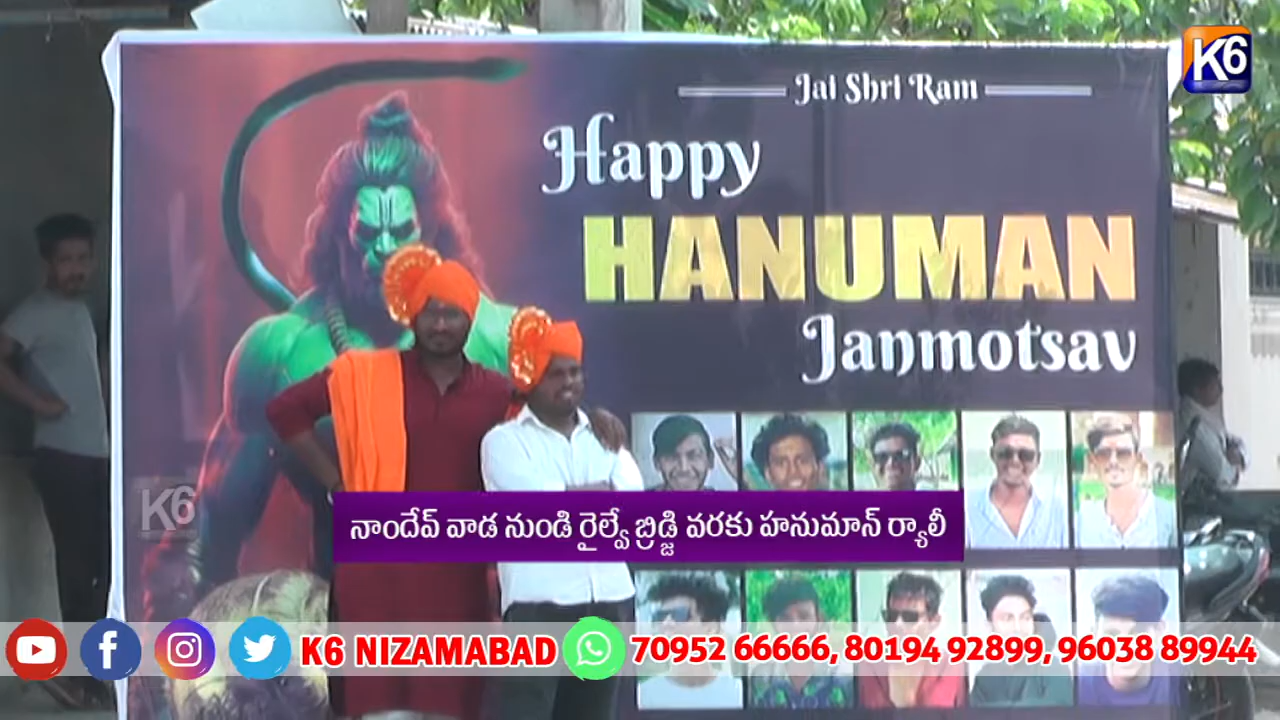 K6
Jai Shri Ram
Happy
HANUMAN
Janmotsav
K6
నాందేవ్ వాడ నుండి రైల్వే బ్రిడ్జి వరకు హనుమాన్ ర్యాలీ
K6 NIZAMABAD 70952 66666, 80194 92899, 96038 89944